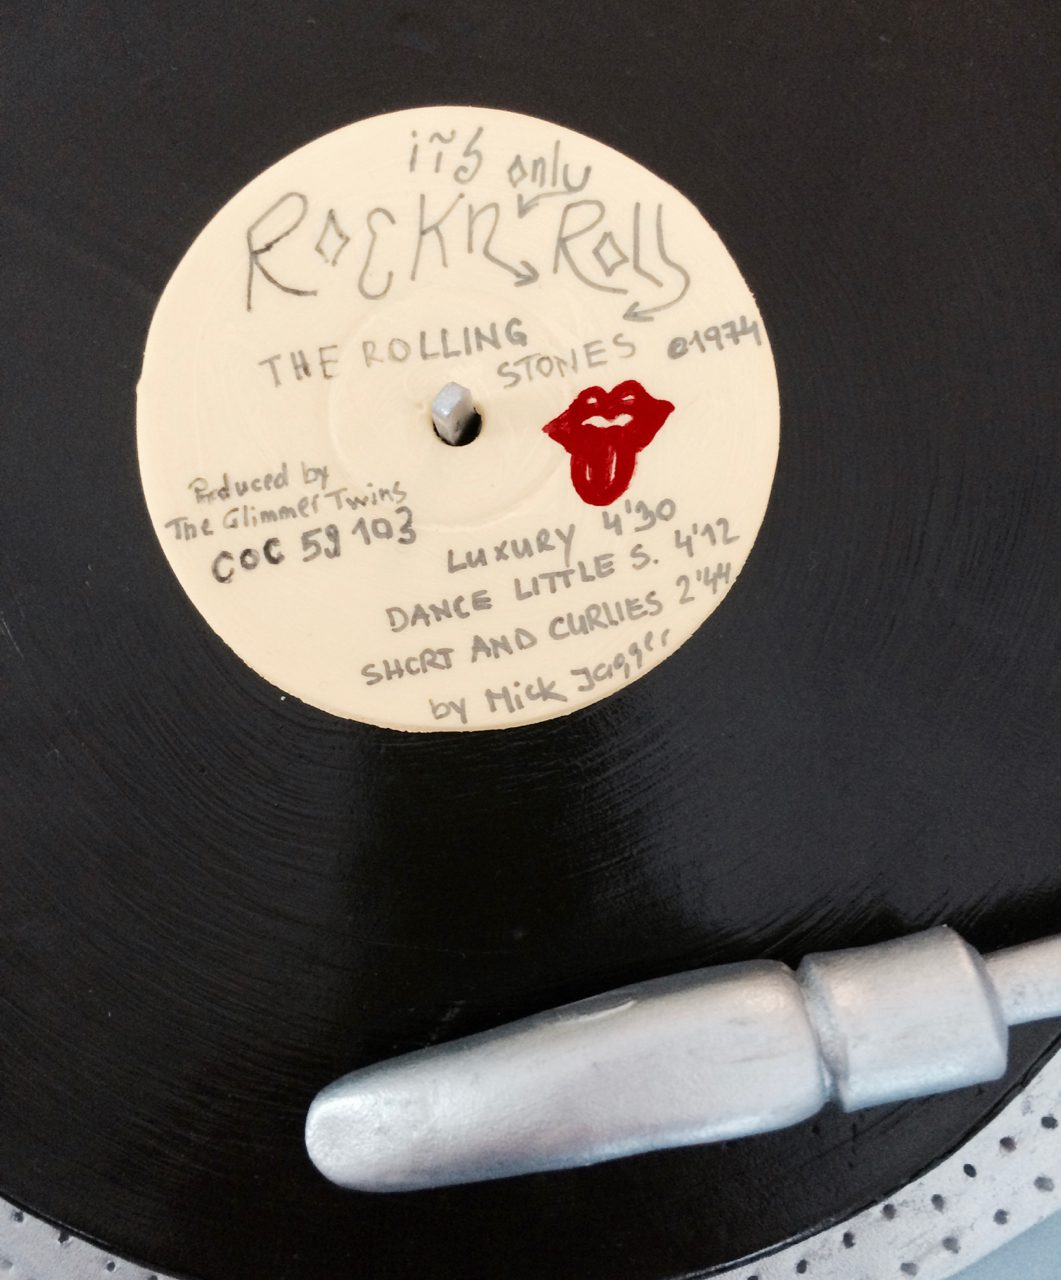 it's only
Rock n Roll
THE ROLLING
STONES ©1974
Produced by
The Glimmer Twins
COC 59 103
LUXURY 4'30
DANCE LITTLE S. 4'12
SHORT AND CURLIES 2'44
by Mick Jagger